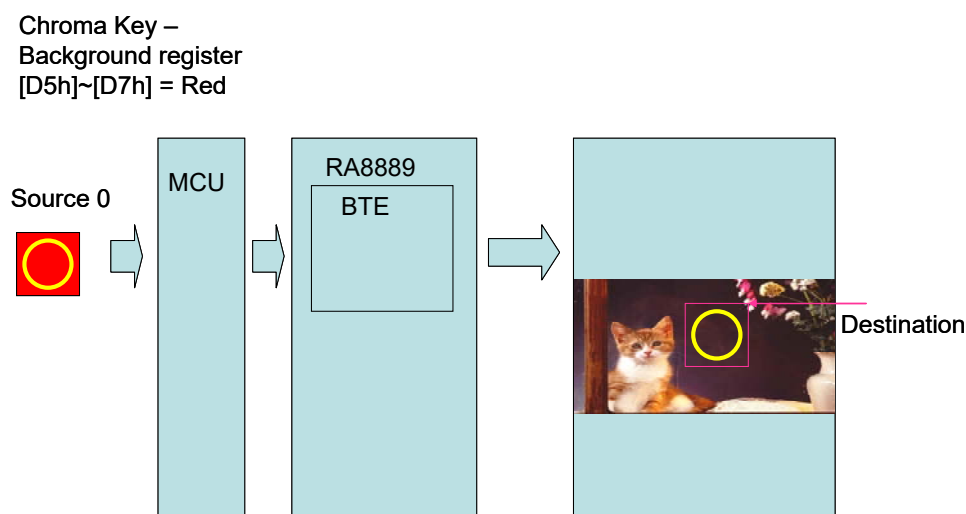 Chroma Key –
Background register
[D5h]~[D7h] = Red
Source 0
MCU
RA8889
BTE
Destination